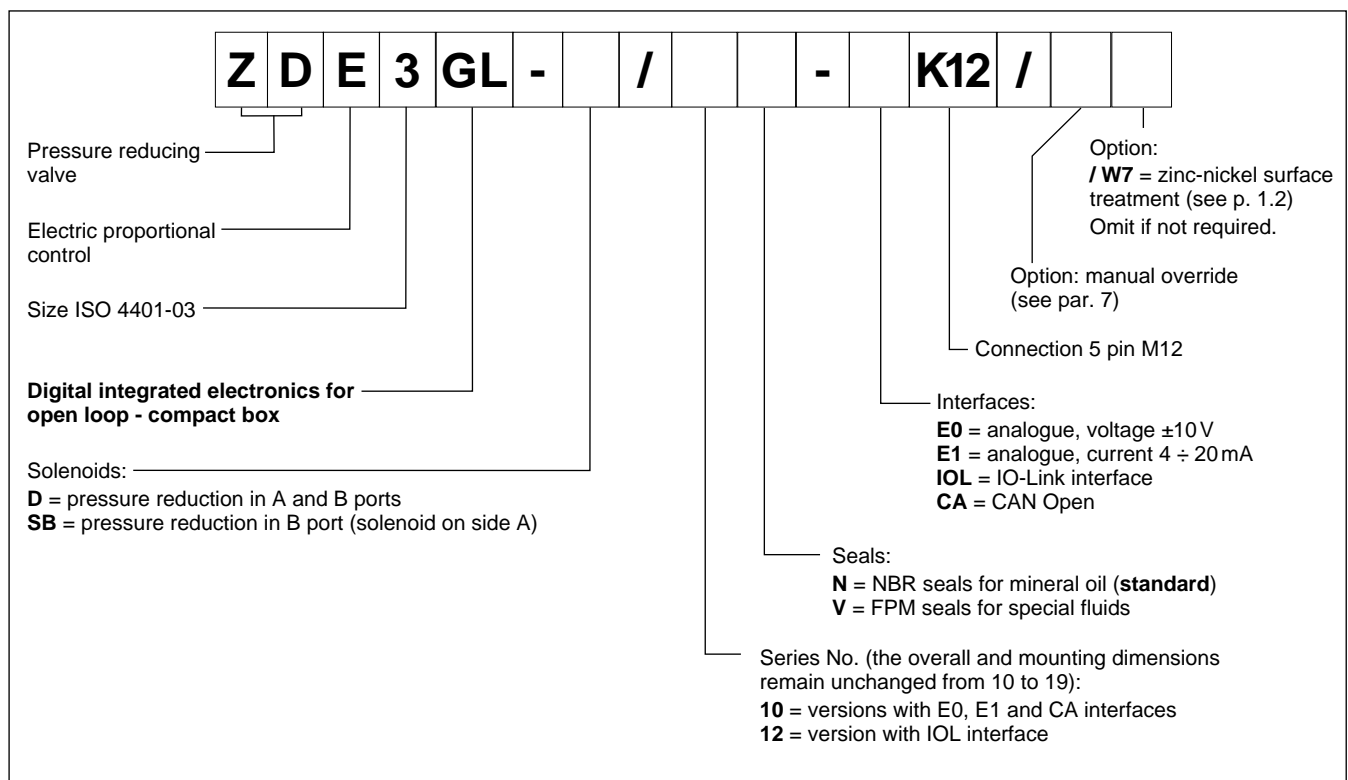 Z D E 3 GL - / - K12 /
Pressure reducing
valve
Electric proportional
control
Size ISO 4401-03
Digital integrated electronics for
open loop - compact box
Solenoids:
D = pressure reduction in A and B ports
SB = pressure reduction in B port (solenoid on side A)
Option:
/ W7 = zinc-nickel surface
treatment (see p. 1.2)
Omit if not required.
Option: manual override
(see par. 7)
Connection 5 pin M12
Interfaces:
E0 = analogue, voltage ±10 V
E1 = analogue, current 4 ÷ 20 mA
IOL = IO-Link interface
CA = CAN Open
Seals:
N = NBR seals for mineral oil (standard)
V = FPM seals for special fluids
Series No. (the overall and mounting dimensions
remain unchanged from 10 to 19):
10 = versions with E0, E1 and CA interfaces
12 = version with IOL interface